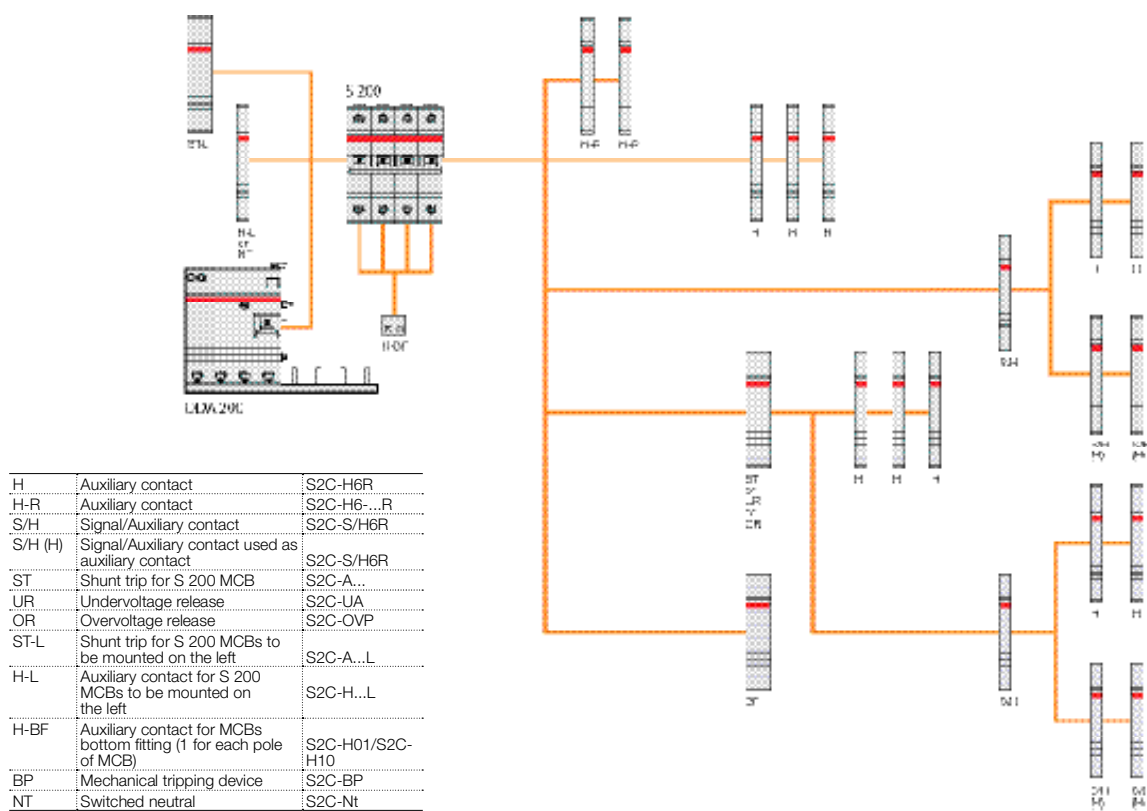 S 200
H-R H-R
H H H
DDA 200
H H H
ST
H Auxiliary contact S2C-H6R
H-R Auxiliary contact S2C-H6-...R
S/H Signal/Auxiliary contact S2C-S/H6R
S/H (H) Signal/Auxiliary contact used as
auxiliary contact S2C-S/H6R
ST Shunt trip for S 200 MCB S2C-A...
UR Undervoltage release S2C-UA
OR Overvoltage release S2C-OVP
ST-L Shunt trip for S 200 MCBs to
be mounted on the left S2C-A...L
H-L Auxiliary contact for S 200
MCBs to be mounted on S2C-H...L
the left
H-BF Auxiliary contact for MCBs
bottom fitting (1 for each pole S2C-H01/S2C-
of MCB) H10
BP Mechanical tripping device S2C-BP
NT Switched neutral S2C-Nt